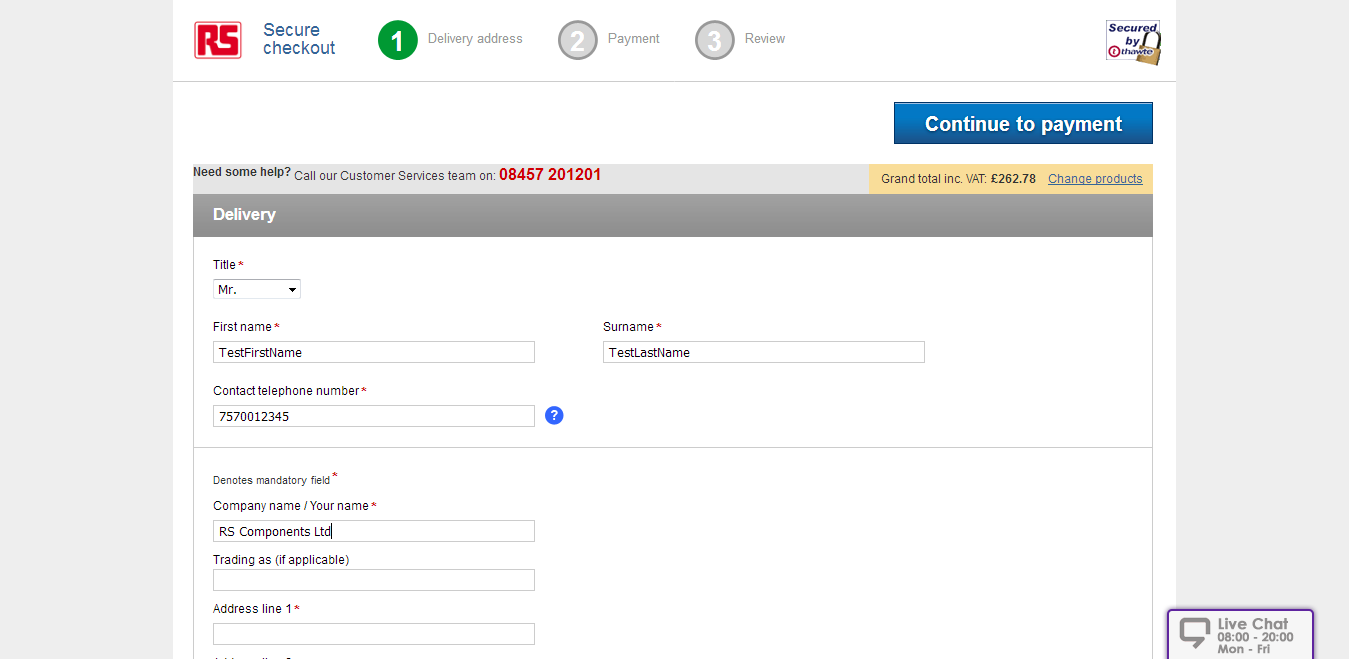 RS
Secure
checkout
1 Delivery address
2 Payment
3 Review
Secured
by
thawte
Continue to payment
Need some help? Call our Customer Services team on: 08457 201201
Grand total inc. VAT: £262.78 Change products
Delivery
Title*
Mr.
First name* Surname*
TestFirstName TestLastName
Contact telephone number*
7570012345 ?
Denotes mandatory field*
Company name / Your name*
RS Components Ltd
Trading as (if applicable)
Address line 1*
Live Chat
08:00 - 20:00
Mon - Fri